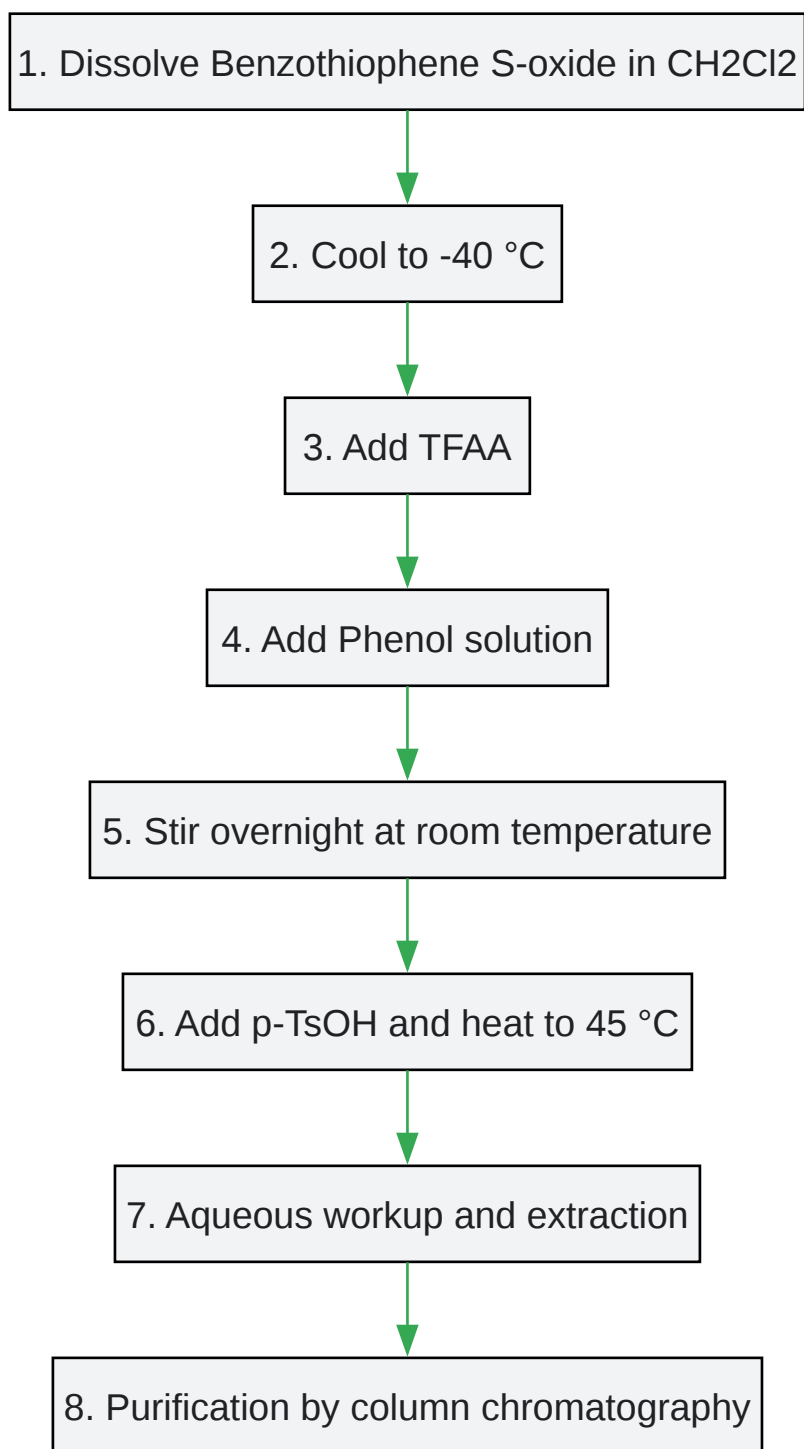 1. Dissolve Benzothiophene S-oxide in CH2Cl2
2. Cool to -40 °C
3. Add TFAA
4. Add Phenol solution
5. Stir overnight at room temperature
6. Add p-TsOH and heat to 45 °C
7. Aqueous workup and extraction
8. Purification by column chromatography